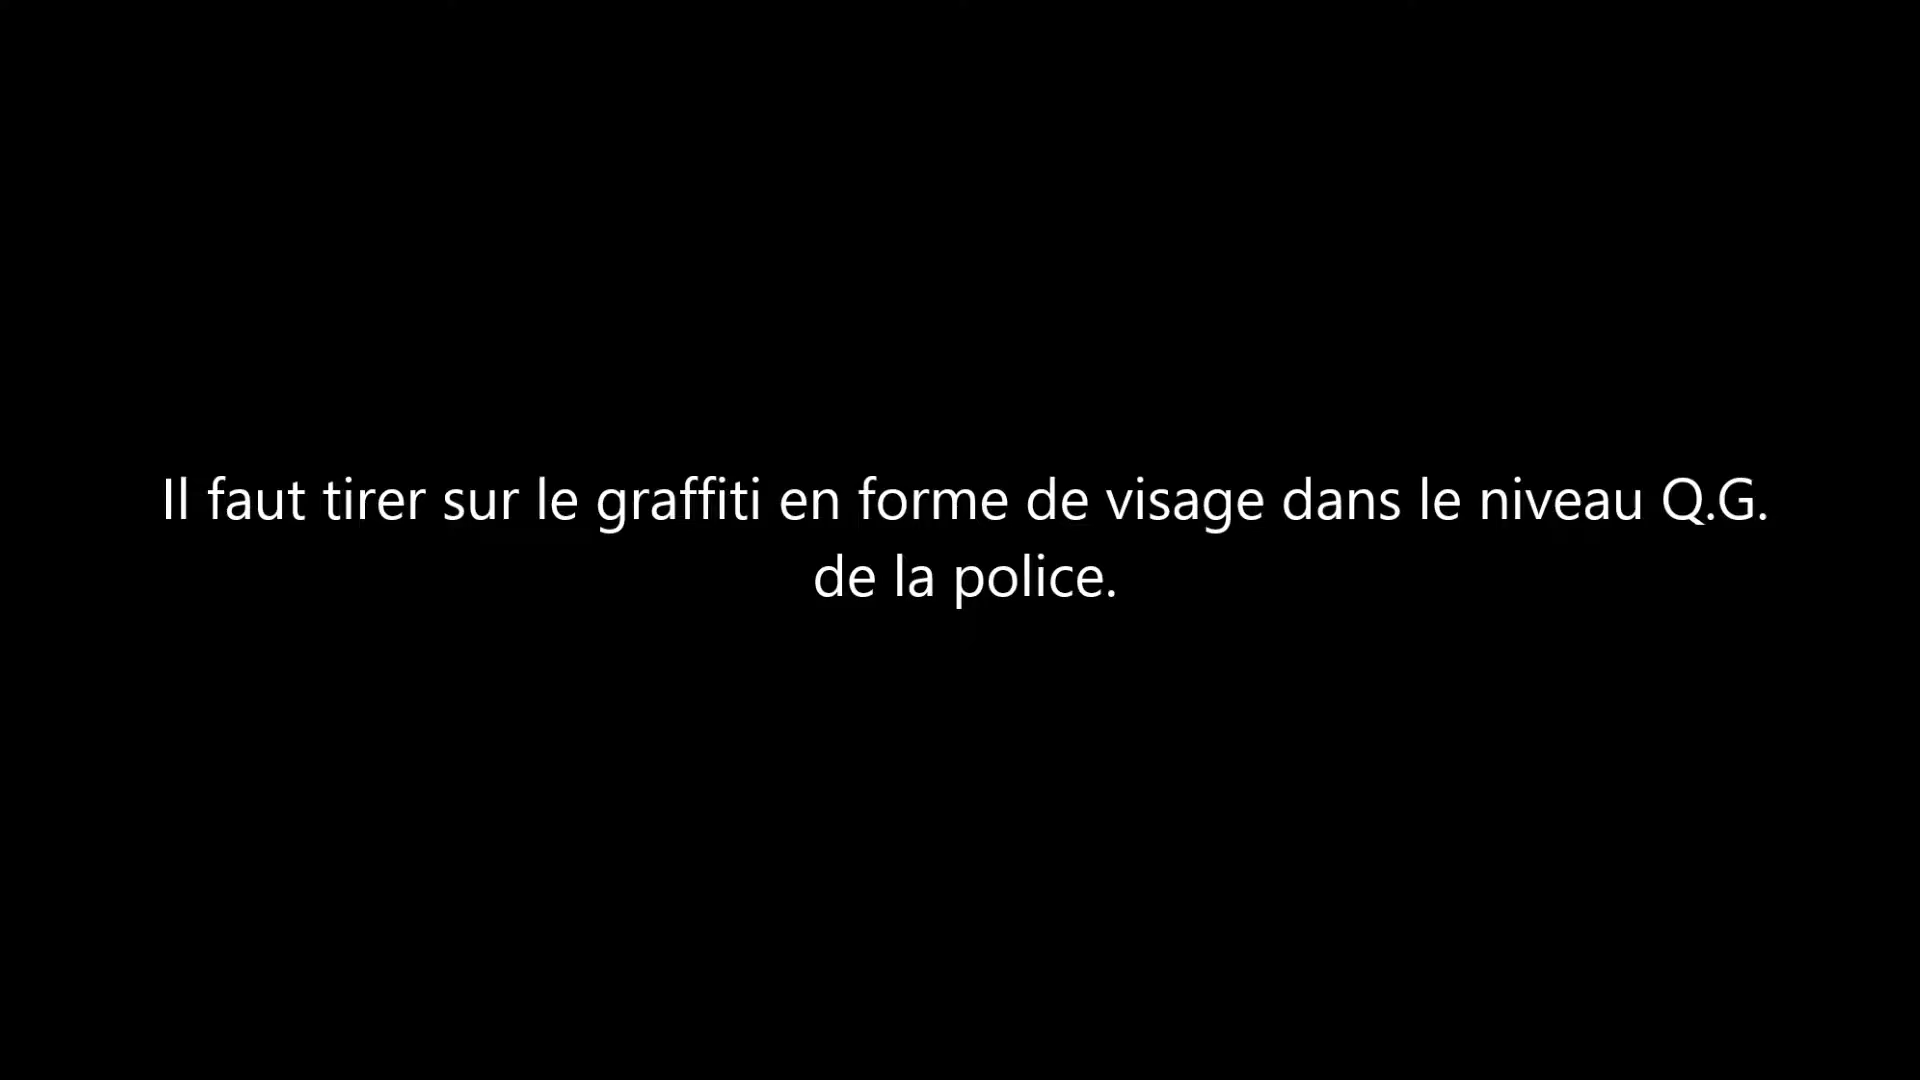 Il faut tirer sur le graffiti en forme de visage dans le niveau Q.G.
de la police.